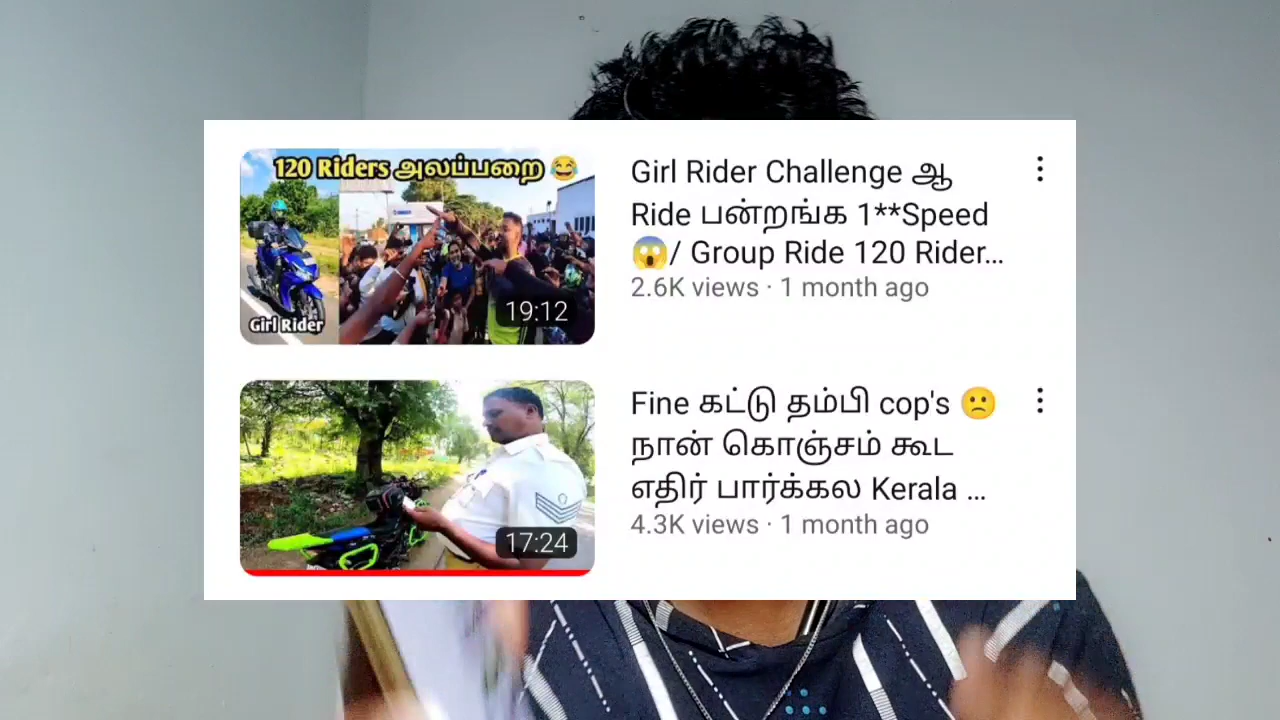 120 Riders அலப்பறை 😂
Girl Rider
19:12
Girl Rider Challenge ஆ
Ride பன்றங்க 1**Speed
😱/ Group Ride 120 Rider...
2.6K views · 1 month ago
17:24
Fine கட்டு தம்பி cop's 🙁
நான் கொஞ்சம் கூட
எதிர் பார்க்கல Kerala ...
4.3K views · 1 month ago